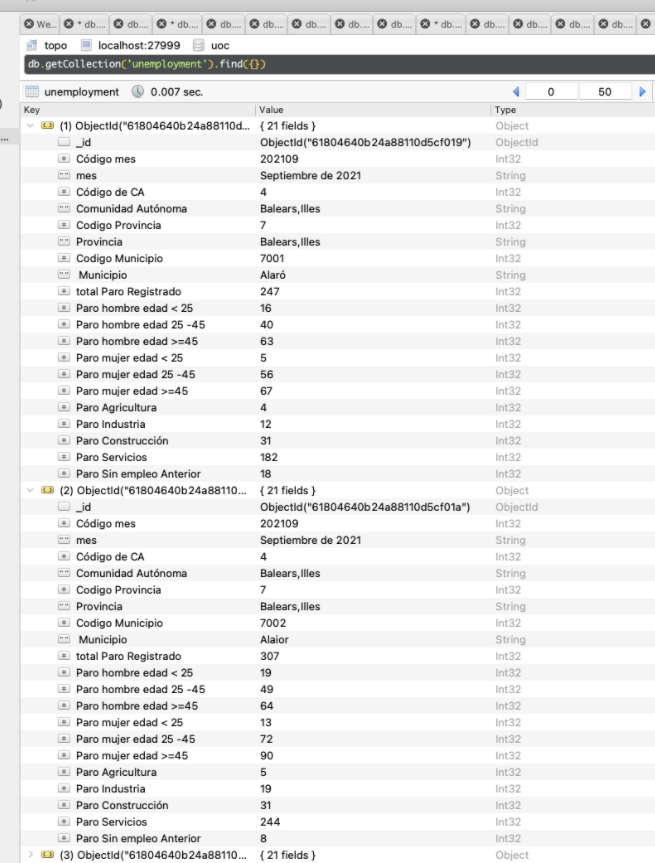 We... * db.... db.... * db.... db.... db.... db.... db.... db.... * db.... db.... db.... db.... db....
topo localhost:27999 uoc
db.getCollection('unemployment').find({})
unemployment 0.007 sec. 0 50
Key Value Type
(1) ObjectId("61804640b24a88110d... { 21 fields } Object
_id ObjectId("61804640b24a88110d5cf019") ObjectId
Código mes 202109 Int32
mes Septiembre de 2021 String
Código de CA 4 Int32
Comunidad Autónoma Balears,Illes String
Codigo Provincia 7 Int32
Provincia Balears,Illes String
Codigo Municipio 7001 Int32
Municipio Alaró String
total Paro Registrado 247 Int32
Paro hombre edad < 25 16 Int32
Paro hombre edad 25 -45 40 Int32
Paro hombre edad >=45 63 Int32
Paro mujer edad < 25 5 Int32
Paro mujer edad 25 -45 56 Int32
Paro mujer edad >=45 67 Int32
Paro Agricultura 4 Int32
Paro Industria 12 Int32
Paro Construcción 31 Int32
Paro Servicios 182 Int32
Paro Sin empleo Anterior 18 Int32
(2) ObjectId("61804640b24a88110... { 21 fields } Object
_id ObjectId("61804640b24a88110d5cf01a") ObjectId
Código mes 202109 Int32
mes Septiembre de 2021 String
Código de CA 4 Int32
Comunidad Autónoma Balears,Illes String
Codigo Provincia 7 Int32
Provincia Balears,Illes String
Codigo Municipio 7002 Int32
Municipio Alaior String
total Paro Registrado 307 Int32
Paro hombre edad < 25 19 Int32
Paro hombre edad 25 -45 49 Int32
Paro hombre edad >=45 64 Int32
Paro mujer edad < 25 13 Int32
Paro mujer edad 25 -45 72 Int32
Paro mujer edad >=45 90 Int32
Paro Agricultura 5 Int32
Paro Industria 19 Int32
Paro Construcción 31 Int32
Paro Servicios 244 Int32
Paro Sin empleo Anterior 8 Int32
(3) ObjectId("61804640b24a88110... { 21 fields } Object